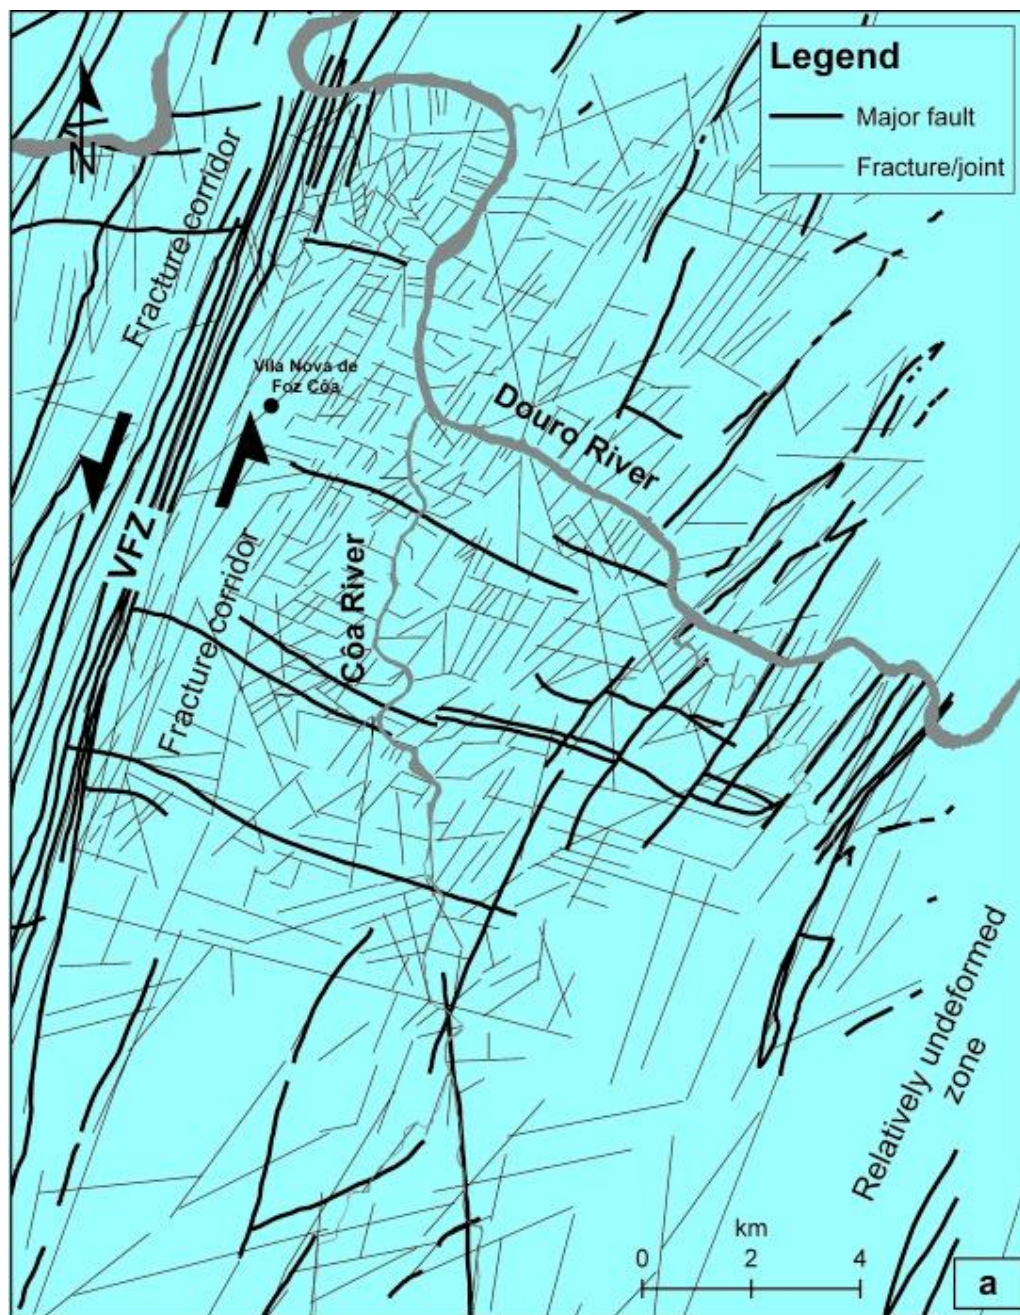 Legend
Major fault
Fracture/joint
N
Fracture corridor
Vila Nova de
Foz Côa
Douro River
VFZ
Fracture corridor
Côa River
Relatively undeformed
zone
km
0 2 4
a